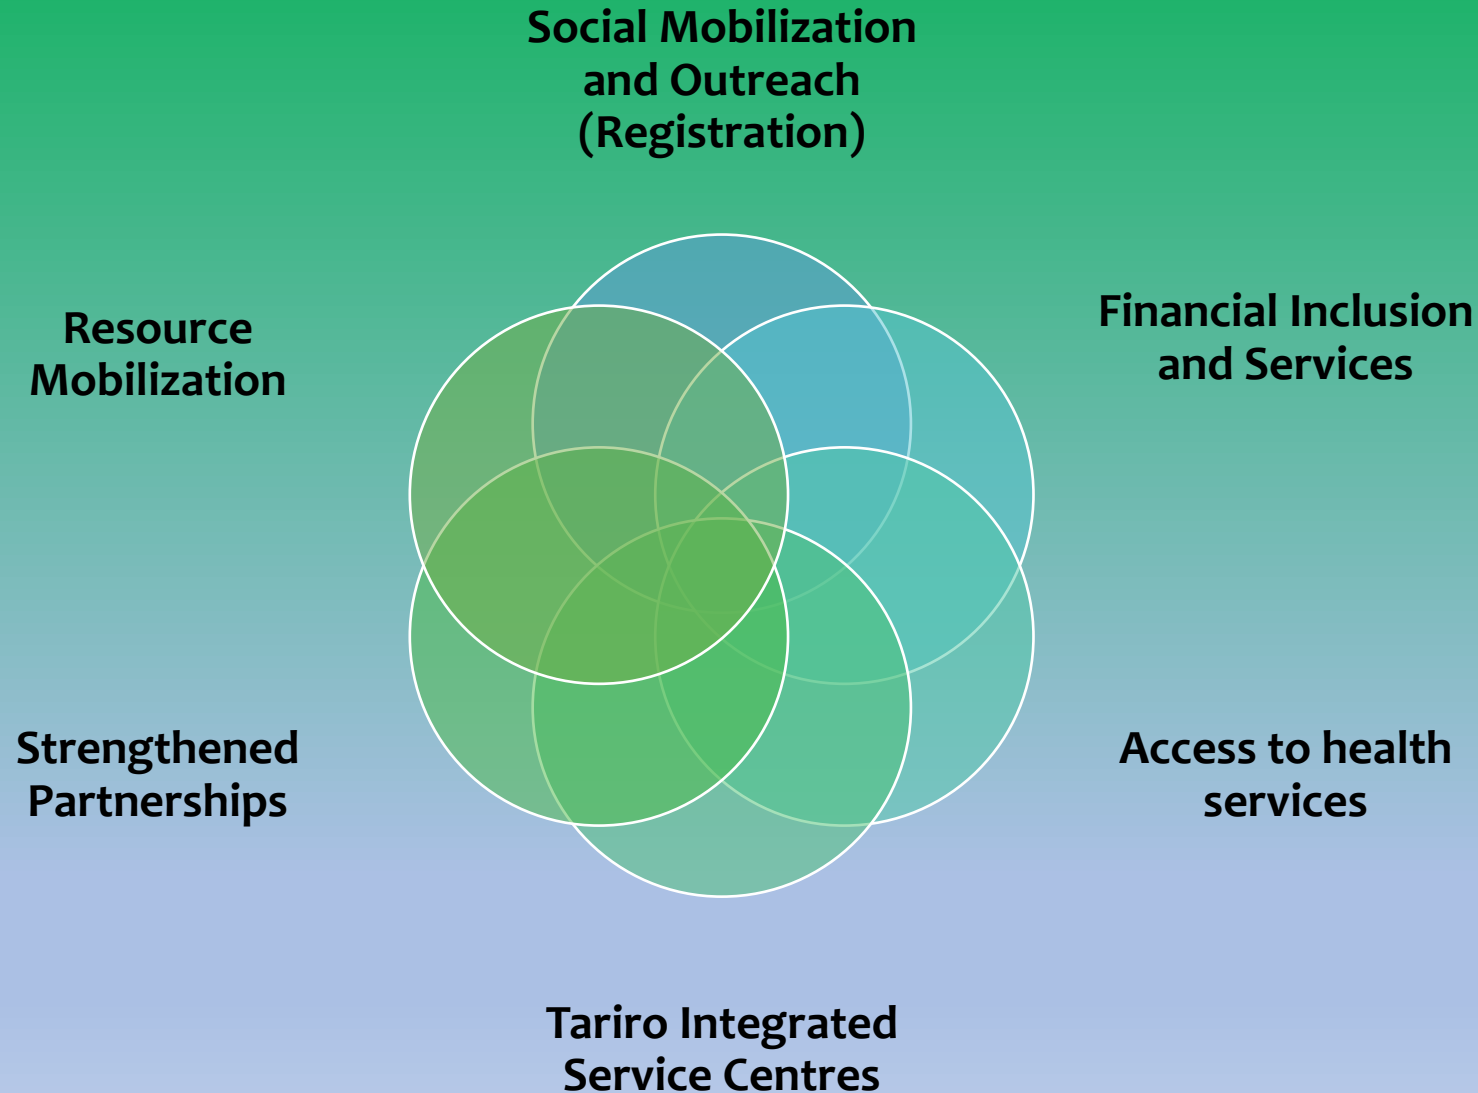 Social Mobilization
and Outreach
(Registration)
Financial Inclusion
and Services
Access to health
services
Tariro Integrated
Service Centres
Strengthened
Partnerships
Resource
Mobilization